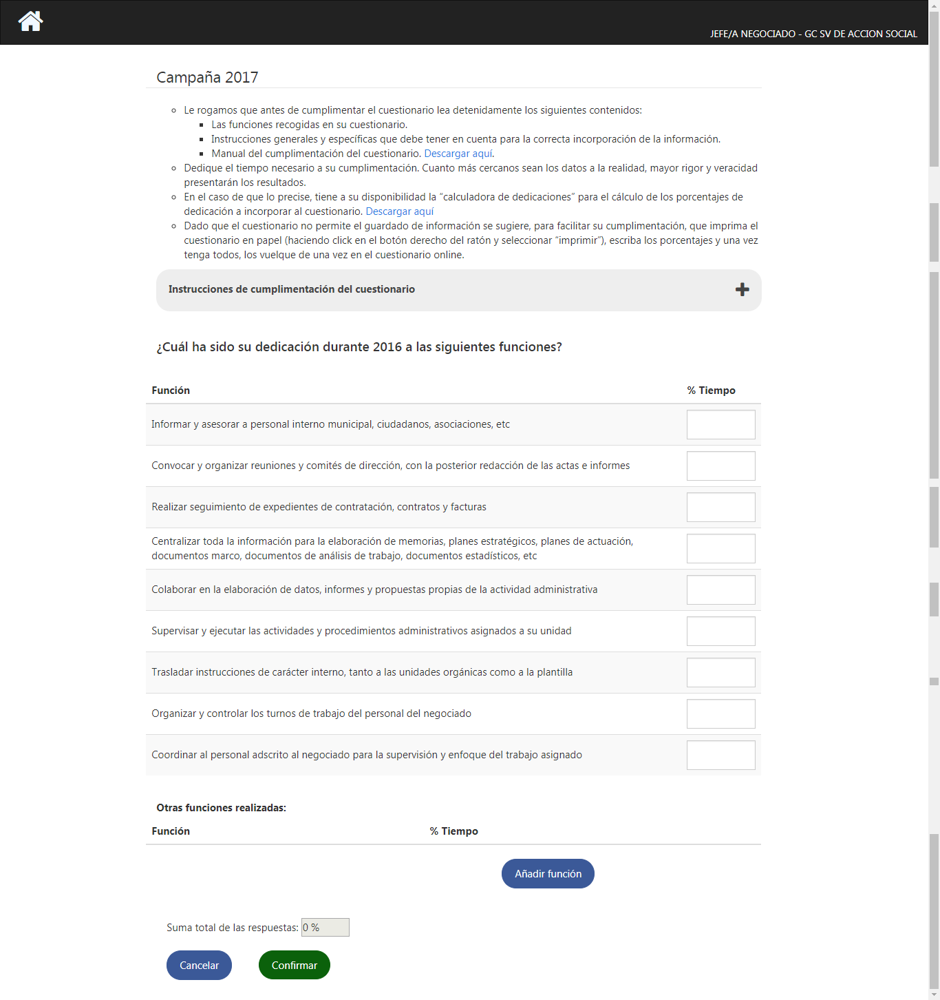 JEFE/A NEGOCIADO - GC SV DE ACCION SOCIAL
Campaña 2017
Le rogamos que antes de cumplimentar el cuestionario lea detenidamente los siguientes contenidos:
Las funciones recogidas en su cuestionario.
Instrucciones generales y específicas que debe tener en cuenta para la correcta incorporación de la información.
Manual del cumplimentación del cuestionario. Descargar aquí.
Dedique el tiempo necesario a su cumplimentación. Cuanto más cercanos sean los datos a la realidad, mayor rigor y veracidad
presentarán los resultados.
En el caso de que lo precise, tiene a su disponibilidad la “calculadora de dedicaciones” para el cálculo de los porcentajes de
dedicación a incorporar al cuestionario. Descargar aquí
Dado que el cuestionario no permite el guardado de información se sugiere, para facilitar su cumplimentación, que imprima el
cuestionario en papel (haciendo click en el botón derecho del ratón y seleccionar “imprimir”), escriba los porcentajes y una vez
tenga todos, los vuelque de una vez en el cuestionario online.
Instrucciones de cumplimentación del cuestionario
¿Cuál ha sido su dedicación durante 2016 a las siguientes funciones?
Función % Tiempo
Informar y asesorar a personal interno municipal, ciudadanos, asociaciones, etc
Convocar y organizar reuniones y comités de dirección, con la posterior redacción de las actas e informes
Realizar seguimiento de expedientes de contratación, contratos y facturas
Centralizar toda la información para la elaboración de memorias, planes estratégicos, planes de actuación,
documentos marco, documentos de análisis de trabajo, documentos estadísticos, etc
Colaborar en la elaboración de datos, informes y propuestas propias de la actividad administrativa
Supervisar y ejecutar las actividades y procedimientos administrativos asignados a su unidad
Trasladar instrucciones de carácter interno, tanto a las unidades orgánicas como a la plantilla
Organizar y controlar los turnos de trabajo del personal del negociado
Coordinar al personal adscrito al negociado para la supervisión y enfoque del trabajo asignado
Otras funciones realizadas:
Función % Tiempo
Añadir función
Suma total de las respuestas: 0 %
Cancelar Confirmar